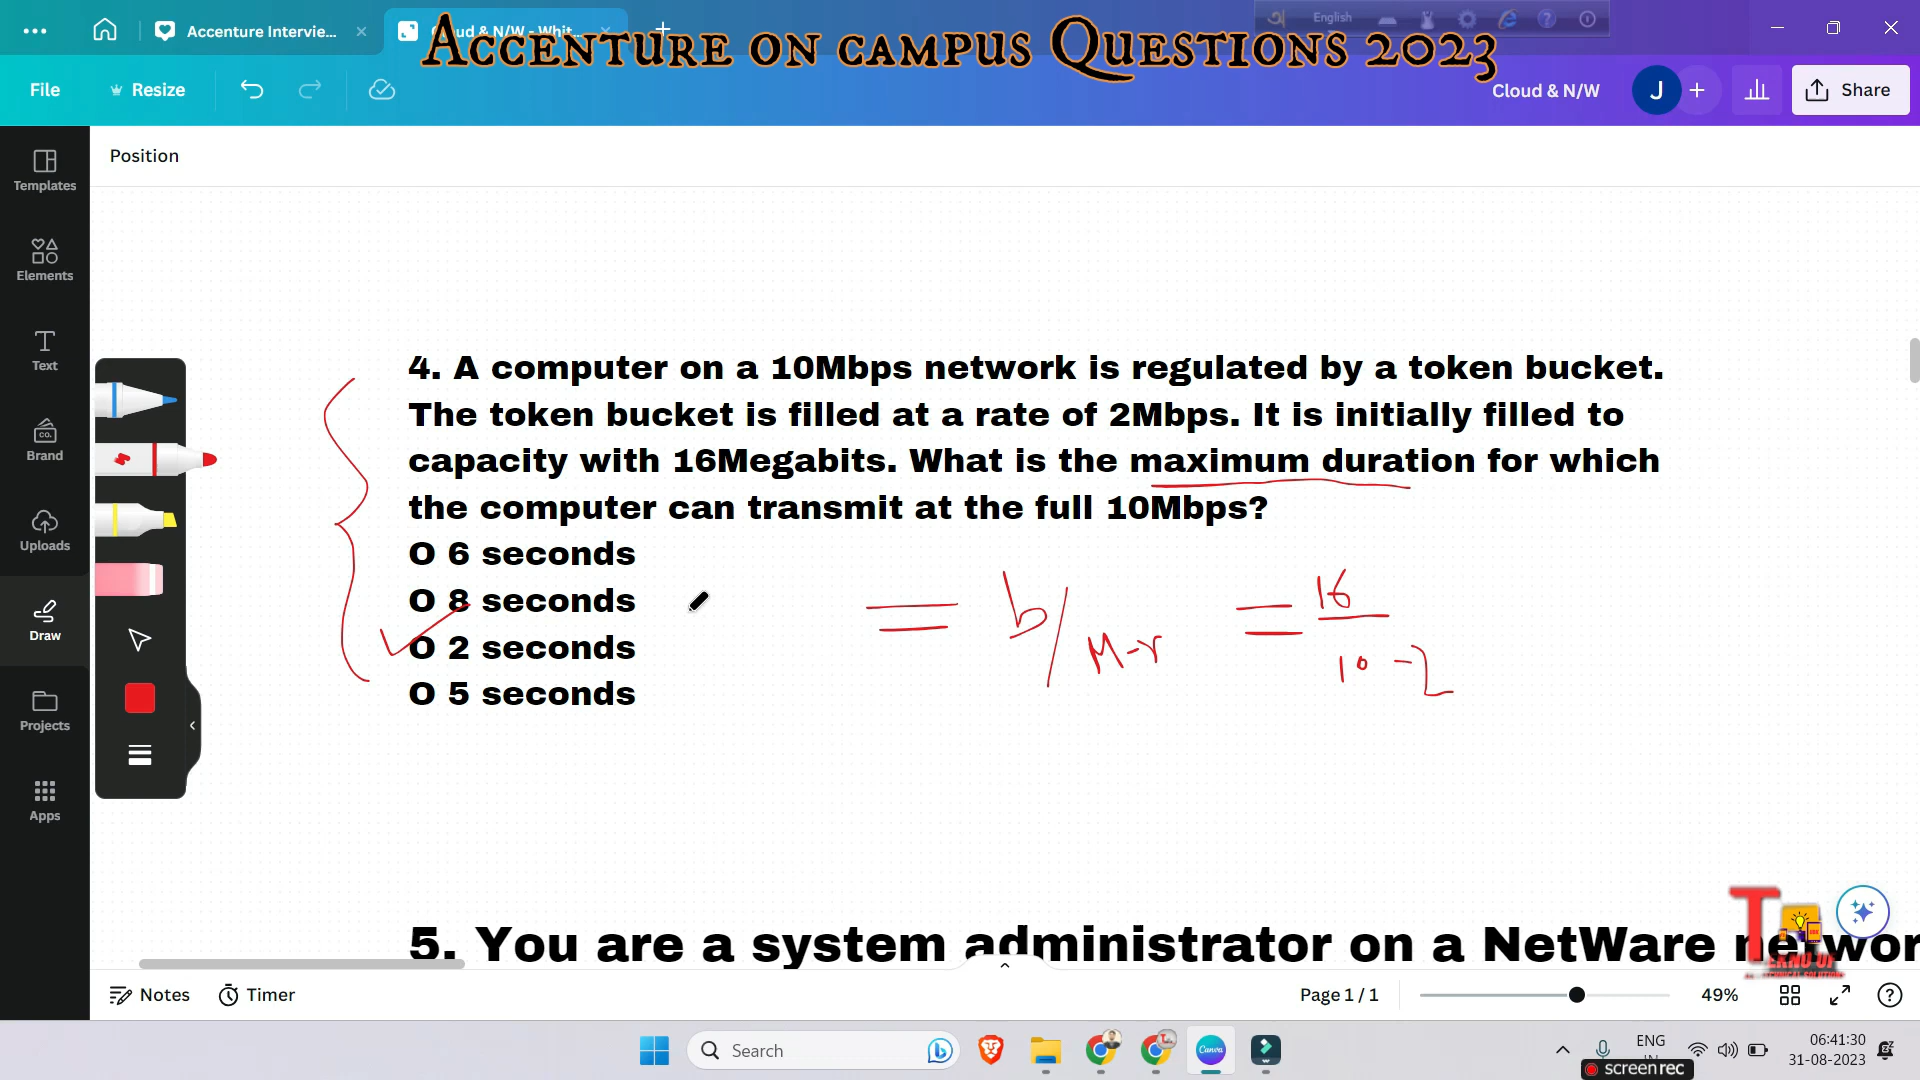 Accenture Intervie...
Cloud & N/W - Whit...
English
Accenture on campus Questions 2023
File
Resize
Cloud & N/W
J
Share
Position
Templates
Elements
Text
Brand
Uploads
Draw
Projects
Apps
4. A computer on a 10Mbps network is regulated by a token bucket.
The token bucket is filled at a rate of 2Mbps. It is initially filled to
capacity with 16Megabits. What is the maximum duration for which
the computer can transmit at the full 10Mbps?
O 6 seconds
O 8 seconds
O 2 seconds
O 5 seconds
= b/M-r = 16
10-2
5. You are a system administrator on a NetWare networ
Notes
Timer
Page 1 / 1
49%
Search
Canva
ENG
IN
06:41:30
31-08-2023
screenrec